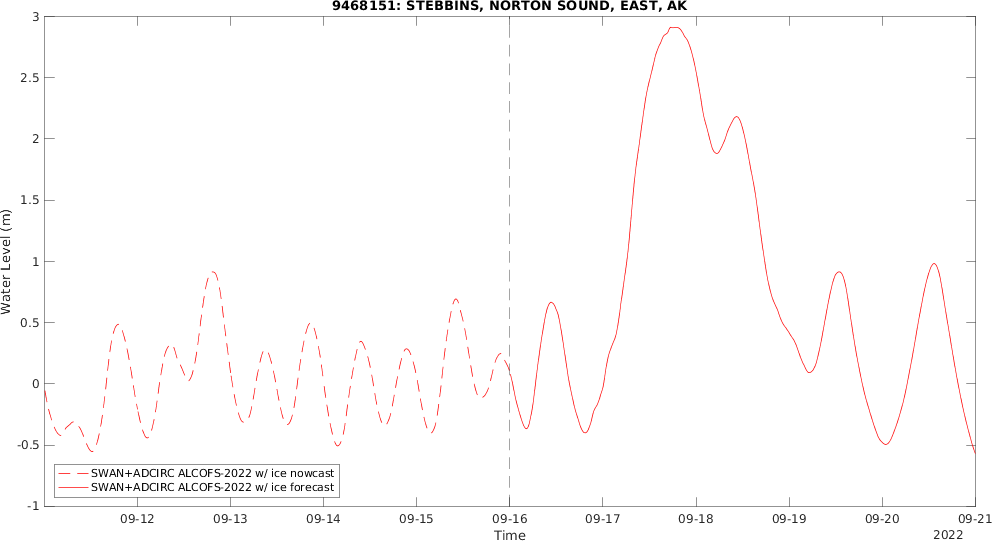 9468151: STEBBINS, NORTON SOUND, EAST, AK
3
2.5
2
1.5
1
0.5
0
-0.5
-1
Water Level (m)
SWAN+ADCIRC ALCOFS-2022 w/ ice nowcast
SWAN+ADCIRC ALCOFS-2022 w/ ice forecast
09-12 09-13 09-14 09-15 09-16 09-17 09-18 09-19 09-20 09-21
Time
2022